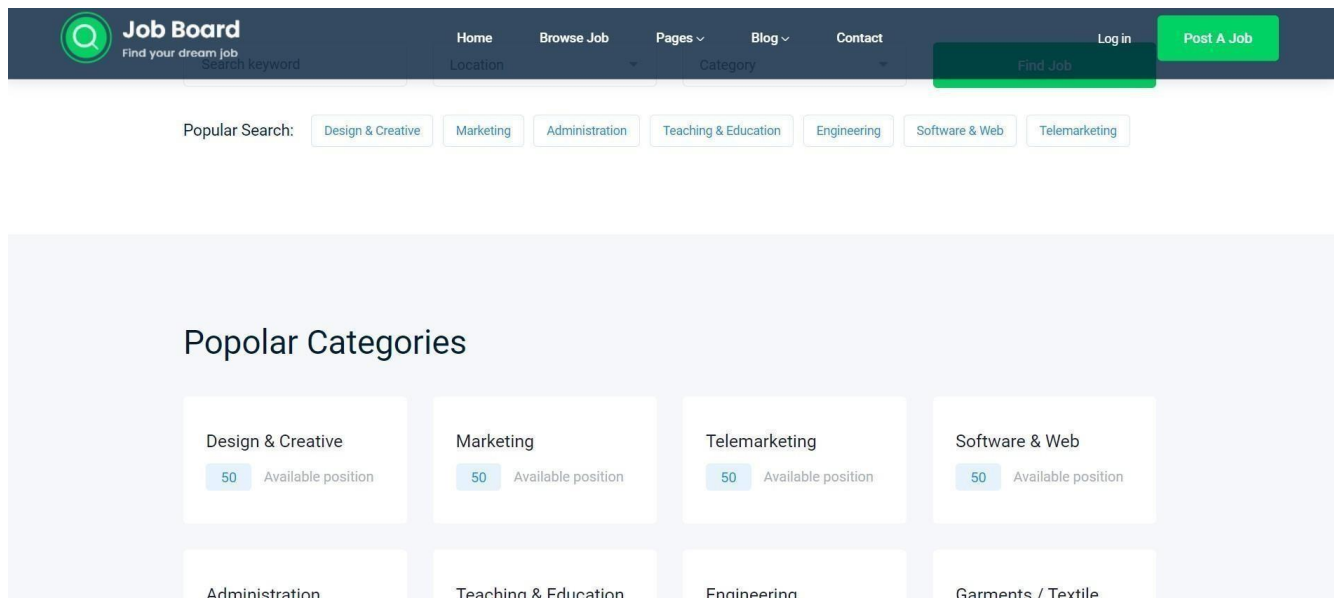 Job Board
Find your dream job
Home Browse Job Pages Blog Contact Log in Post A Job
Search keyword Location Category Find Job
Popular Search: Design & Creative Marketing Administration Teaching & Education Engineering Software & Web Telemarketing
Popolar Categories
Design & Creative Marketing Telemarketing Software & Web
50 Available position 50 Available position 50 Available position 50 Available position
Administration Teaching & Education Engineering Garments / Textile